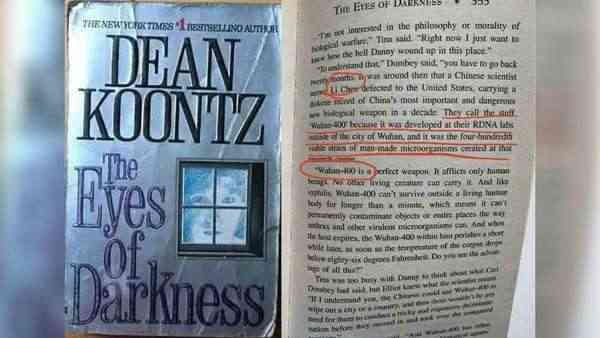 THE NEW YORK TIMES #1 BESTSELLING AUTHOR
DEAN
KOONTZ
The
Eyes
of
Darkness
THE EYES OF DARKNESS 333
"I'm not interested in the philosophy or morality of
biological warfare," Tina said. "Right now I just want to
know how the hell Danny wound up in this place."
"To understand that," Dombey said, "you have to go back
twenty months. It was around then that a Chinese scientist
named Li Chen defected to the United States, carrying a
diskette record of China's most important and dangerous
new biological weapon in a decade. They call the stuff
'Wuhan-400' because it was developed at their RDNA labs
outside of the city of Wuhan, and it was the four-hundredth
viable strain of man-made microorganisms created at that
"Wuhan-400 is a perfect weapon. It afflicts only human
beings. No other living creature can carry it. And like
syphilis, Wuhan-400 can't survive outside a living human
body for longer than a minute, which means it can't
permanently contaminate objects or entire places the way
anthrax and other virulent microorganisms can. And when
the host expires, the Wuhan-400 within him perishes a short
while later, as soon as the temperature of the corpse drops
below eighty-six degrees Fahrenheit. Do you see the advan-
tage of all this?"
Tina was too busy with Danny to think about what Carl
Dombey had said, but Elliot knew what the scientist meant.
"If I understand you, the Chinese could use Wuhan-400 to
wipe out a city or a country, and then there wouldn't be any
need for them to conduct a tricky and expensive decontami-
nation before they moved in and took over the conquered